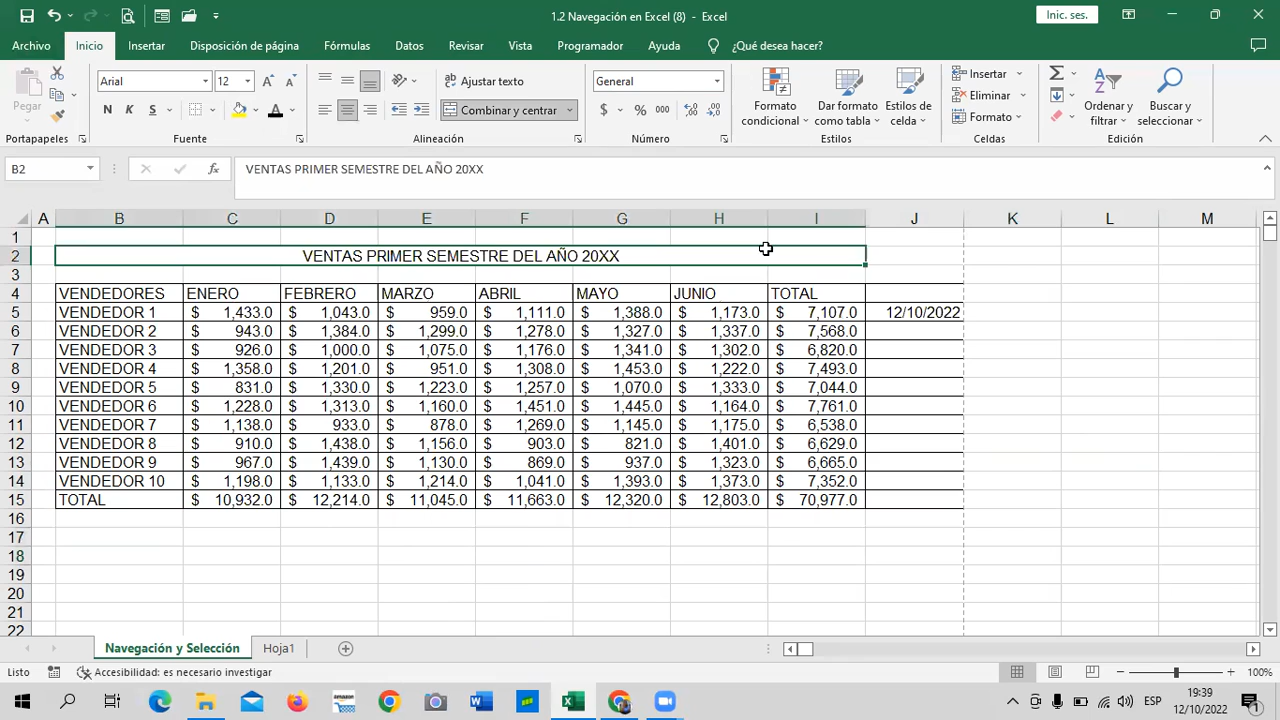 1.2 Navegación en Excel (8) - Excel
Inic. ses.
Archivo Inicio Insertar Disposición de página Fórmulas Datos Revisar Vista Programador Ayuda ¿Qué desea hacer?
Pegar
Portapapeles
Arial 12
N K S
Fuente
Ajustar texto
Combinar y centrar
Alineación
General
$ % 000
Número
Formato condicional
Dar formato como tabla
Estilos de celda
Estilos
Insertar
Eliminar
Formato
Celdas
Ordenar y filtrar
Buscar y seleccionar
Edición
B2 fx VENTAS PRIMER SEMESTRE DEL AÑO 20XX
A B C D E F G H I J K L M
1
2 VENTAS PRIMER SEMESTRE DEL AÑO 20XX
3
4 VENDEDORES ENERO FEBRERO MARZO ABRIL MAYO JUNIO TOTAL
5 VENDEDOR 1 $ 1,433.0 $ 1,043.0 $ 959.0 $ 1,111.0 $ 1,388.0 $ 1,173.0 $ 7,107.0 12/10/2022
6 VENDEDOR 2 $ 943.0 $ 1,384.0 $ 1,299.0 $ 1,278.0 $ 1,327.0 $ 1,337.0 $ 7,568.0
7 VENDEDOR 3 $ 926.0 $ 1,000.0 $ 1,075.0 $ 1,176.0 $ 1,341.0 $ 1,302.0 $ 6,820.0
8 VENDEDOR 4 $ 1,358.0 $ 1,201.0 $ 951.0 $ 1,308.0 $ 1,453.0 $ 1,222.0 $ 7,493.0
9 VENDEDOR 5 $ 831.0 $ 1,330.0 $ 1,223.0 $ 1,257.0 $ 1,070.0 $ 1,333.0 $ 7,044.0
10 VENDEDOR 6 $ 1,228.0 $ 1,313.0 $ 1,160.0 $ 1,451.0 $ 1,445.0 $ 1,164.0 $ 7,761.0
11 VENDEDOR 7 $ 1,138.0 $ 933.0 $ 878.0 $ 1,269.0 $ 1,145.0 $ 1,175.0 $ 6,538.0
12 VENDEDOR 8 $ 910.0 $ 1,438.0 $ 1,156.0 $ 903.0 $ 821.0 $ 1,401.0 $ 6,629.0
13 VENDEDOR 9 $ 967.0 $ 1,439.0 $ 1,130.0 $ 869.0 $ 937.0 $ 1,323.0 $ 6,665.0
14 VENDEDOR 10 $ 1,198.0 $ 1,133.0 $ 1,214.0 $ 1,041.0 $ 1,393.0 $ 1,373.0 $ 7,352.0
15 TOTAL $ 10,932.0 $ 12,214.0 $ 11,045.0 $ 11,663.0 $ 12,320.0 $ 12,803.0 $ 70,977.0
16
17
18
19
20
21
22
Navegación y Selección Hoja1
Listo Accesibilidad: es necesario investigar 100%
amazon
ESP
19:39
12/10/2022